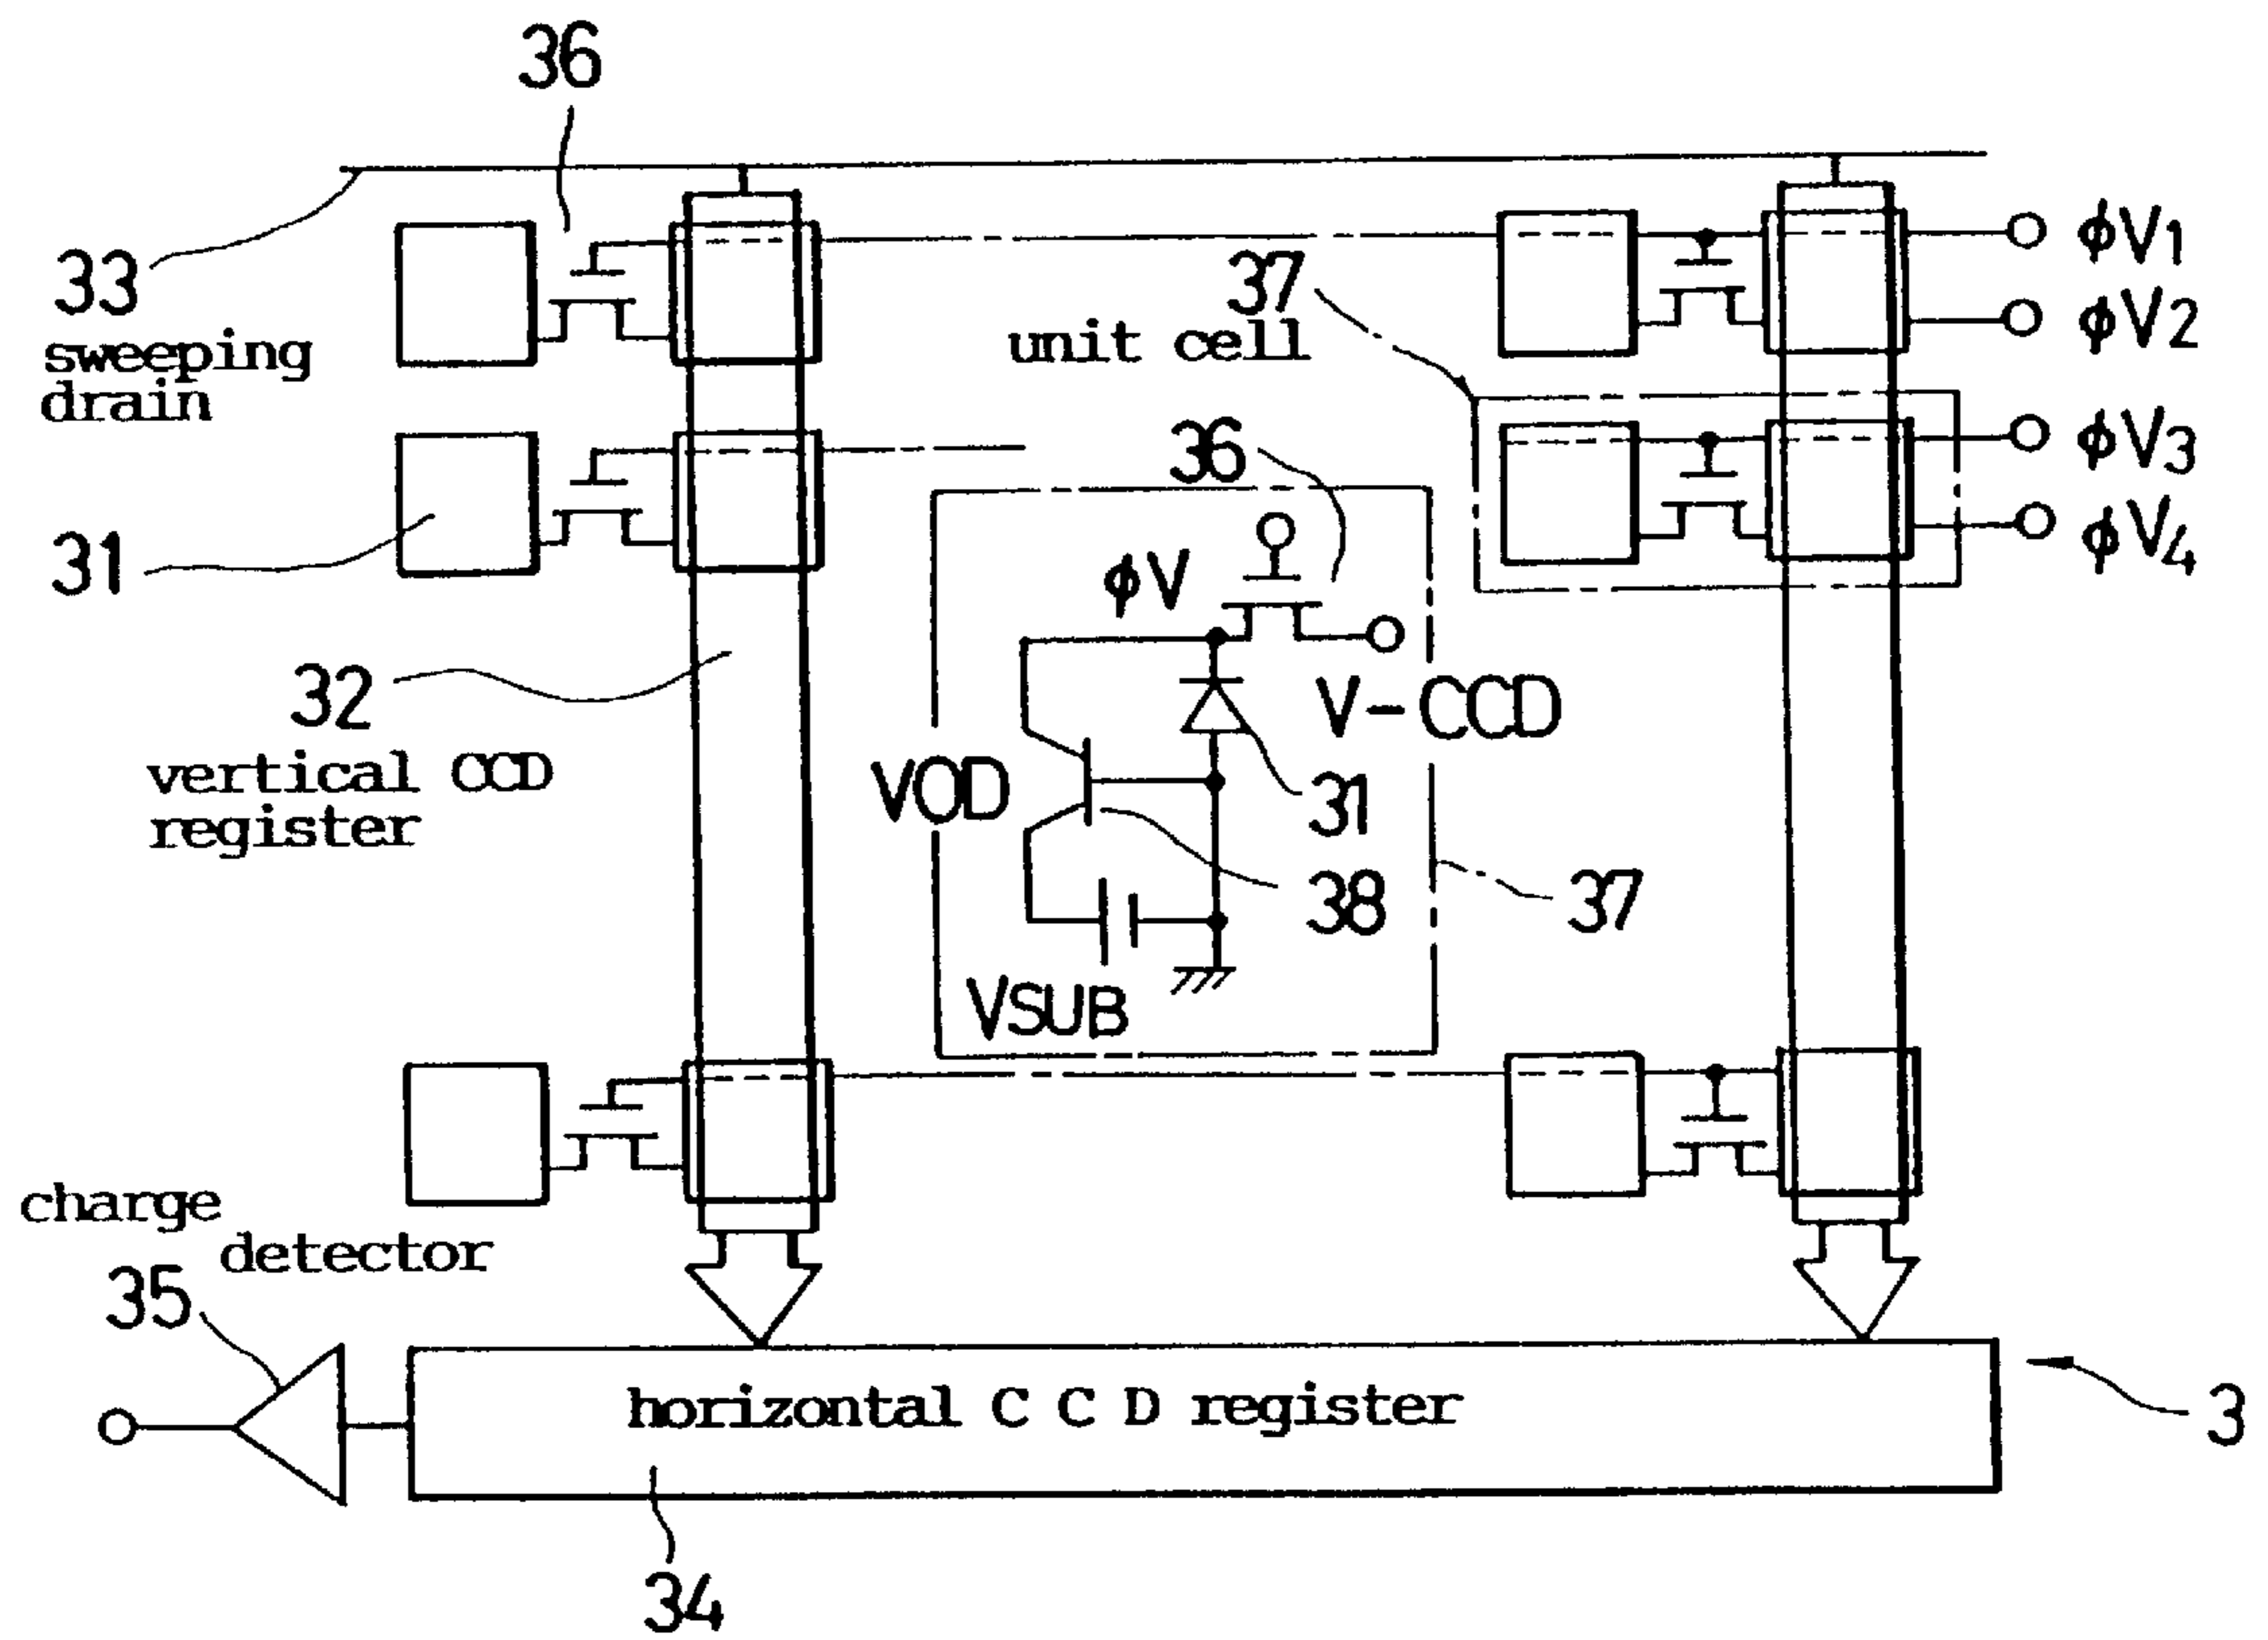 36
33
sweeping
drain
37
unit cell
φV1
φV2
φV3
φV4
36
31
φV
32
vertical CCD
register
V-CCD
VOD
31
38
37
VSUB
charge
detector
35
horizontal C C D register
3
34